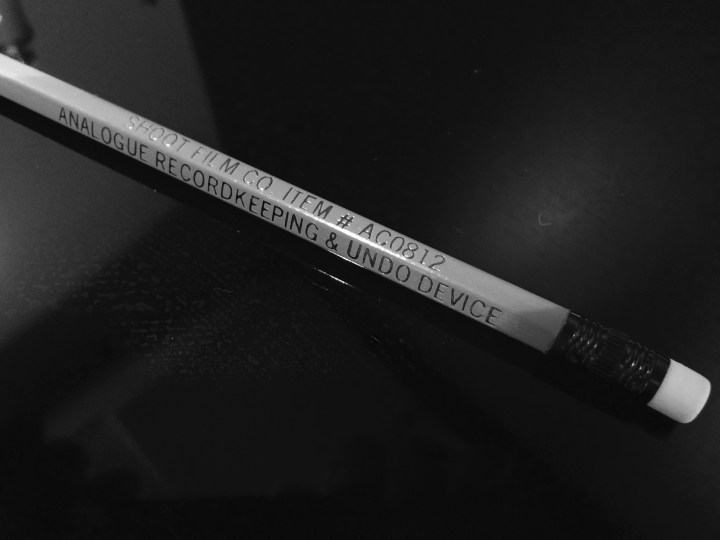 SHOOT FILM CO. ITEM # AC0812
ANALOGUE RECORDKEEPING & UNDO DEVICE